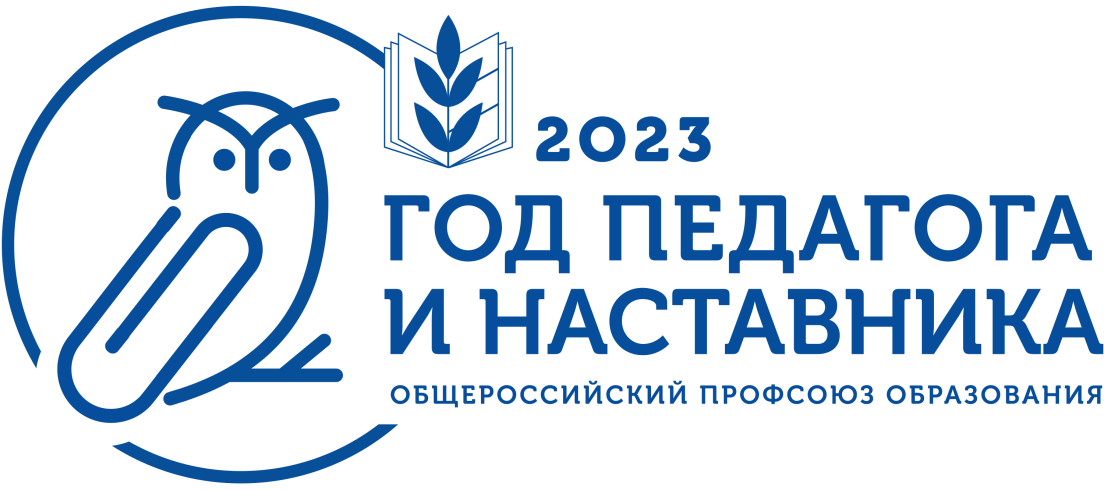 2023
ГОД ПЕДАГОГА
И НАСТАВНИКА
ОБЩЕРОССИЙСКИЙ ПРОФСОЮЗ ОБРАЗОВАНИЯ